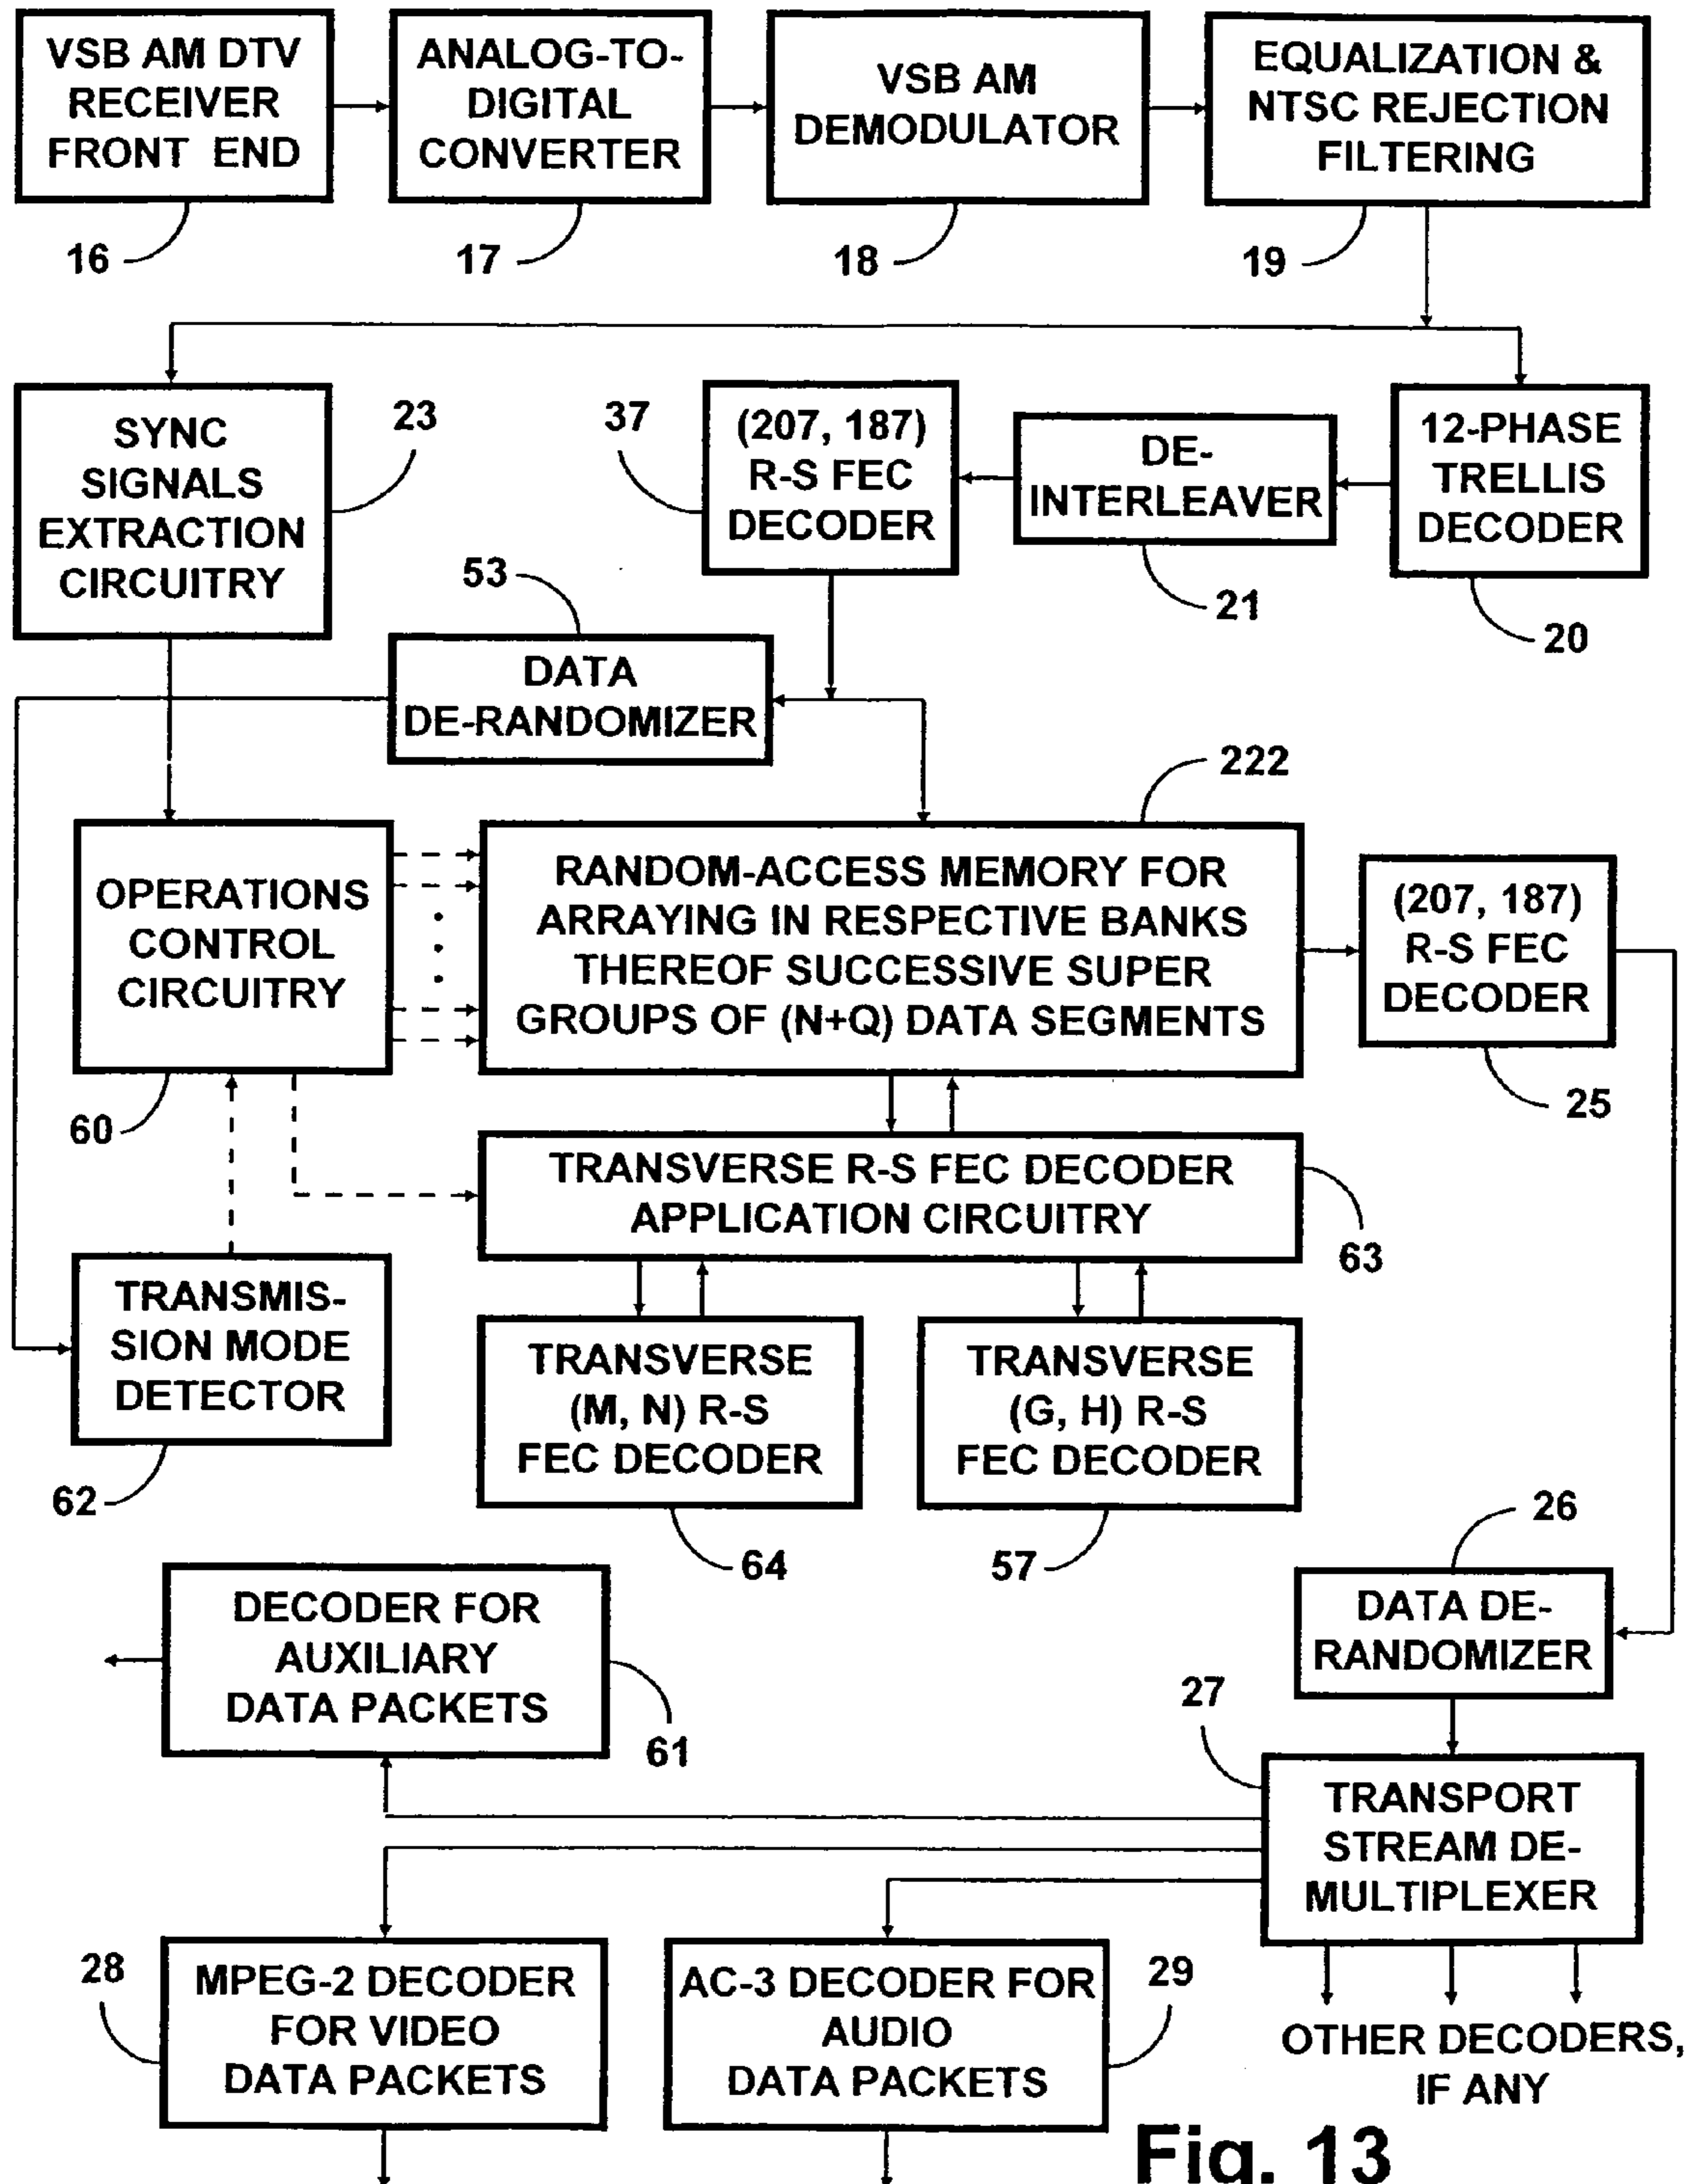 VSB AM DTV
RECEIVER
FRONT END
16
ANALOG-TO-
DIGITAL
CONVERTER
17
VSB AM
DEMODULATOR
18
EQUALIZATION &
NTSC REJECTION
FILTERING
19
SYNC
SIGNALS
EXTRACTION
CIRCUITRY
23
37
(207, 187)
R-S FEC
DECODER
DE-
INTERLEAVER
21
12-PHASE
TRELLIS
DECODER
20
53
DATA
DE-RANDOMIZER
222
OPERATIONS
CONTROL
CIRCUITRY
60
RANDOM-ACCESS MEMORY FOR
ARRAYING IN RESPECTIVE BANKS
THEREOF SUCCESSIVE SUPER
GROUPS OF (N+Q) DATA SEGMENTS
(207, 187)
R-S FEC
DECODER
25
TRANSVERSE R-S FEC DECODER
APPLICATION CIRCUITRY
63
TRANSMIS-
SION MODE
DETECTOR
62
TRANSVERSE
(M, N) R-S
FEC DECODER
64
TRANSVERSE
(G, H) R-S
FEC DECODER
57
26
DATA DE-
RANDOMIZER
DECODER FOR
AUXILIARY
DATA PACKETS
61
27
TRANSPORT
STREAM DE-
MULTIPLEXER
28
MPEG-2 DECODER
FOR VIDEO
DATA PACKETS
AC-3 DECODER FOR
AUDIO
DATA PACKETS
29
OTHER DECODERS,
IF ANY
Fig. 13